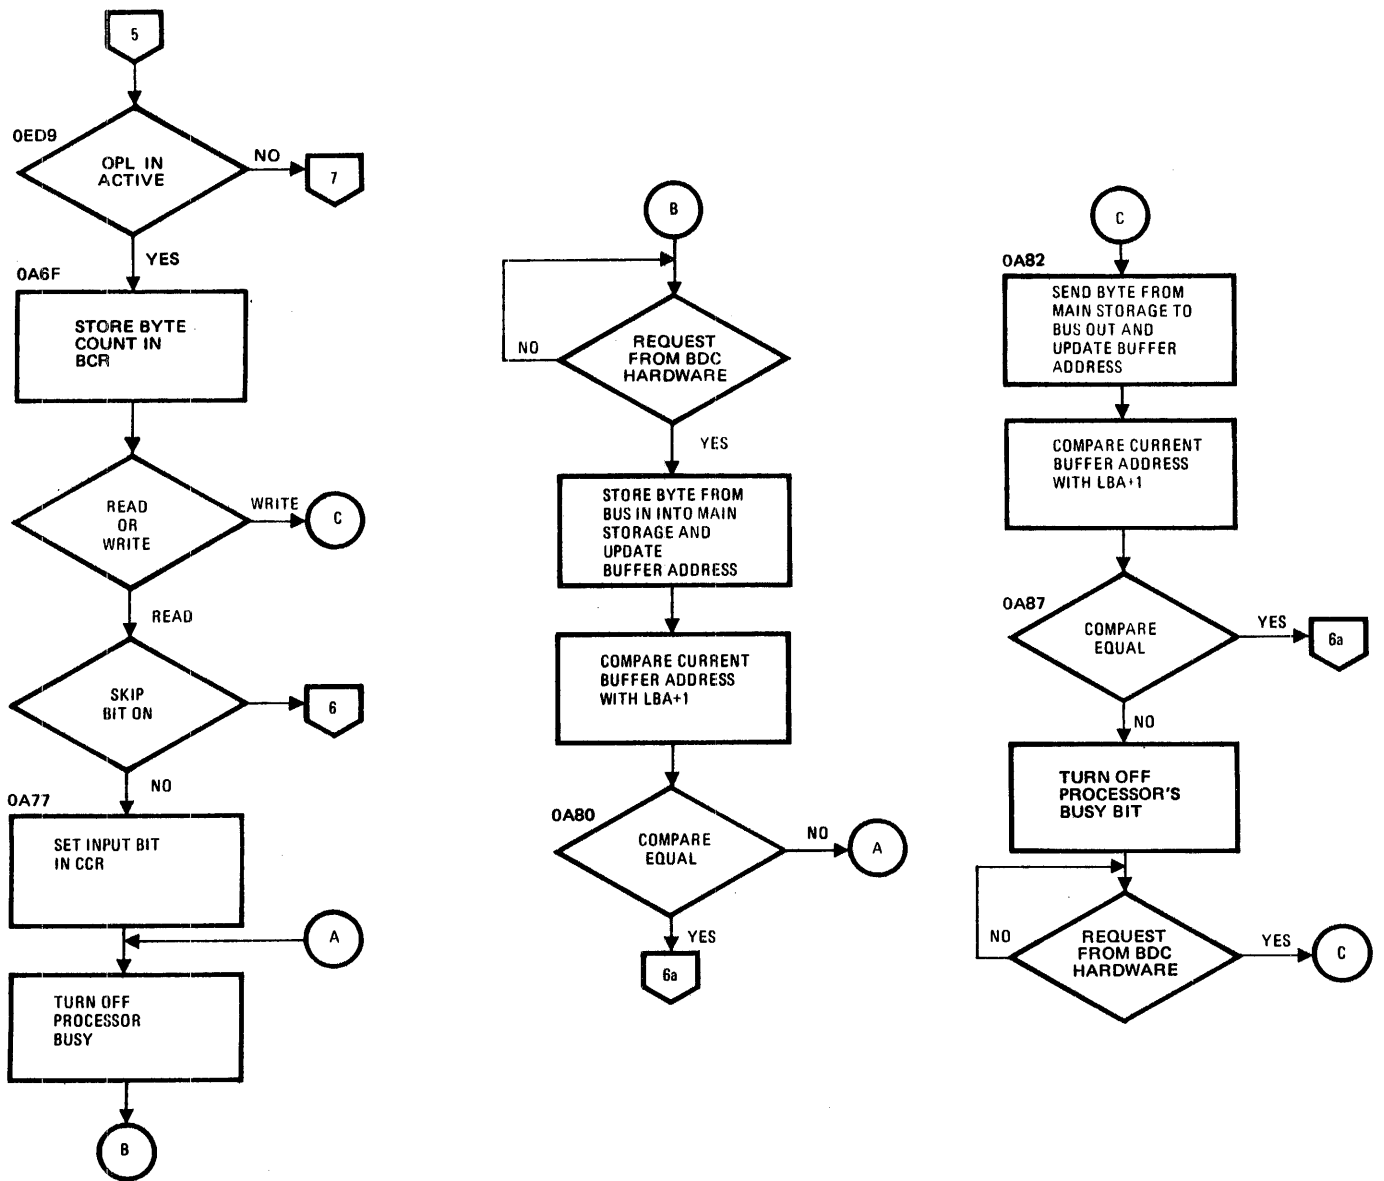 5
0ED9
OPL IN
ACTIVE
NO
7
YES
0A6F
STORE BYTE
COUNT IN
BCR
READ
OR
WRITE
WRITE
C
READ
SKIP
BIT ON
6
NO
0A77
SET INPUT BIT
IN CCR
A
TURN OFF
PROCESSOR
BUSY
B
B
REQUEST
FROM BDC
HARDWARE
NO
YES
STORE BYTE FROM
BUS IN INTO MAIN
STORAGE AND
UPDATE
BUFFER ADDRESS
COMPARE CURRENT
BUFFER ADDRESS
WITH LBA+1
0A80
COMPARE
EQUAL
NO
A
YES
6a
C
0A82
SEND BYTE FROM
MAIN STORAGE TO
BUS OUT AND
UPDATE BUFFER
ADDRESS
COMPARE CURRENT
BUFFER ADDRESS
WITH LBA+1
0A87
COMPARE
EQUAL
YES
6a
NO
TURN OFF
PROCESSOR'S
BUSY BIT
NO
REQUEST
FROM BDC
HARDWARE
YES
C